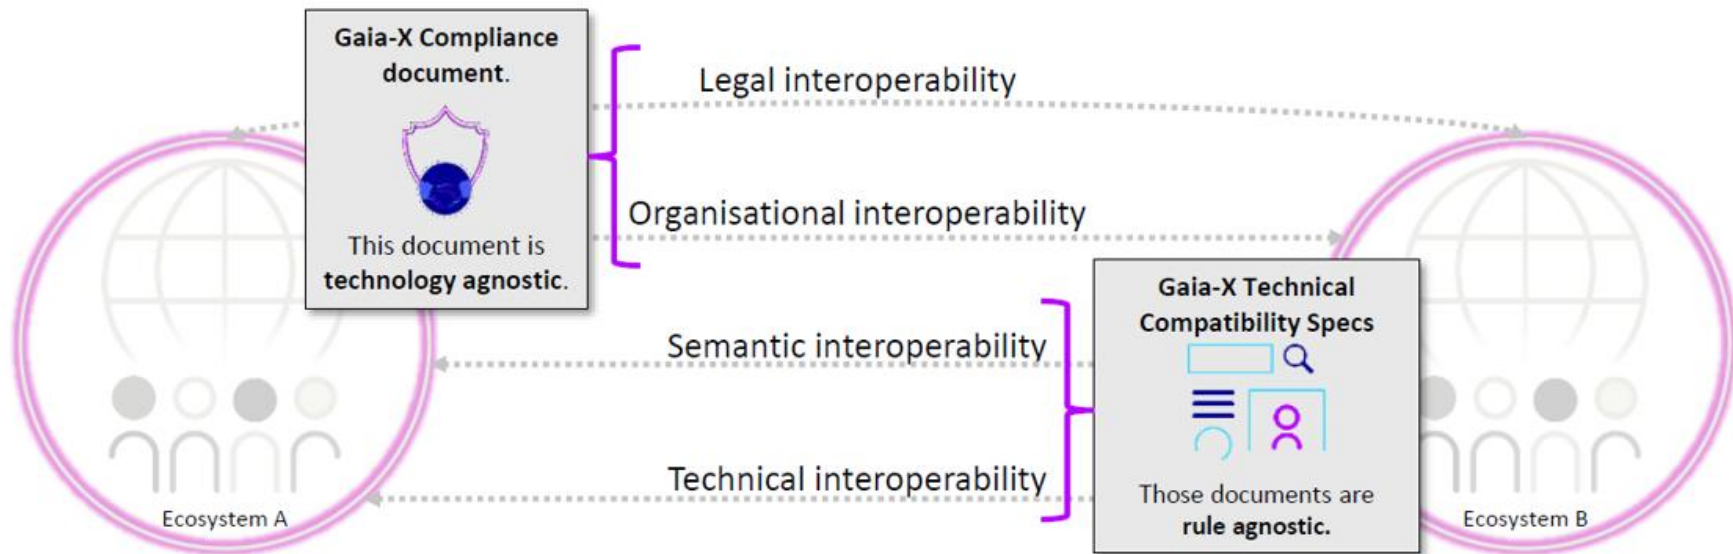 Gaia-X Compliance
document.
This document is
technology agnostic.
Legal interoperability
Organisational interoperability
Semantic interoperability
Technical interoperability
Gaia-X Technical
Compatibility Specs
Those documents are
rule agnostic.
Ecosystem A
Ecosystem B